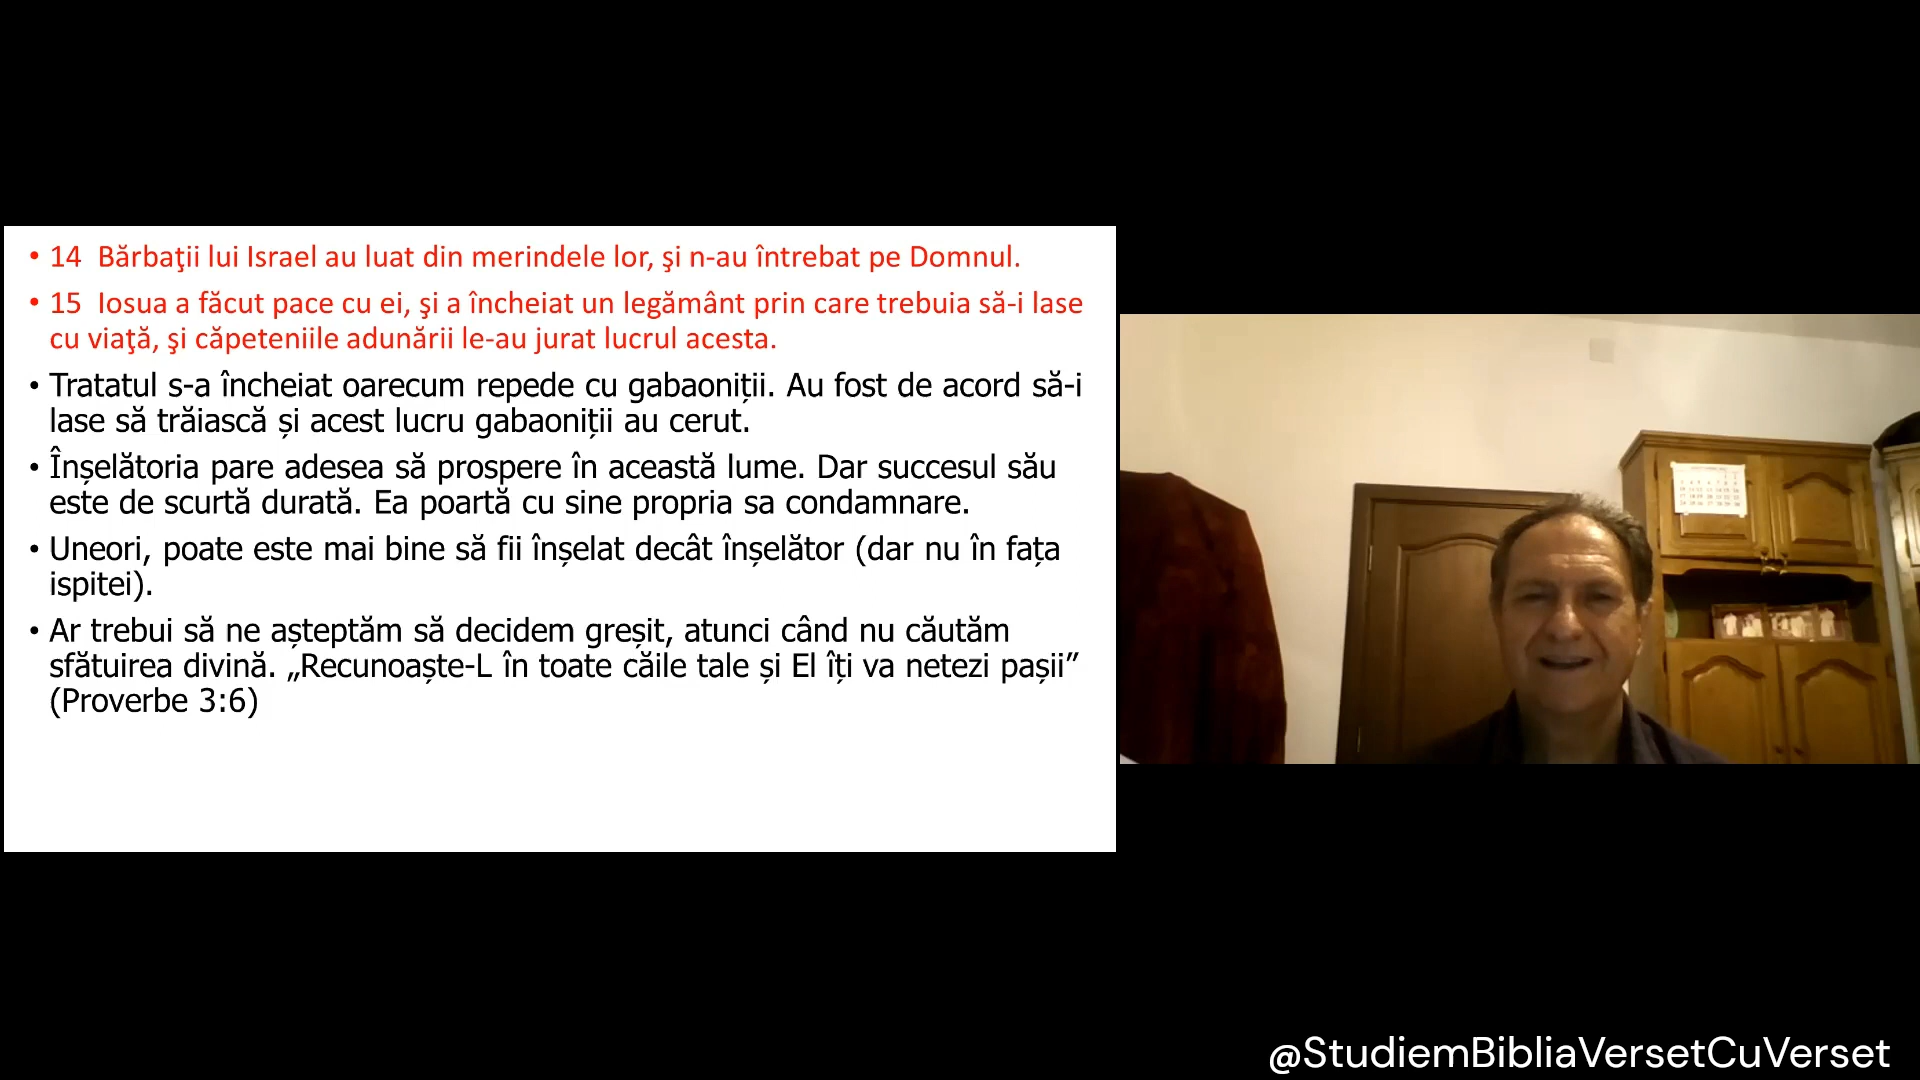 • 14 Bărbaţii lui Israel au luat din merindele lor, şi n-au întrebat pe Domnul.
• 15 Iosua a făcut pace cu ei, şi a încheiat un legământ prin care trebuia să-i lase
cu viaţă, şi căpeteniile adunării le-au jurat lucrul acesta.
• Tratatul s-a încheiat oarecum repede cu gabaoniții. Au fost de acord să-i
lase să trăiască și acest lucru gabaoniții au cerut.
• Înșelătoria pare adesea să prospere în această lume. Dar succesul său
este de scurtă durată. Ea poartă cu sine propria sa condamnare.
• Uneori, poate este mai bine să fii înșelat decât înșelător (dar nu în fața
ispitei).
• Ar trebui să ne așteptăm să decidem greșit, atunci când nu căutăm
sfătuirea divină. „Recunoaște-L în toate căile tale și El îți va netezi pașii”
(Proverbe 3:6)
@StudiemBibliaVersetCuVerset